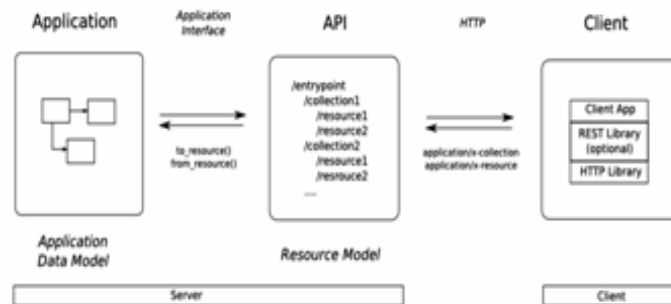 Application
Application
Interface
API
HTTP
Client
/entrypoint
/collection1
/resource1
/resource2
/collection2
/resource1
/resrouce2
....
to_resource()
from_resource()
application/x-collection
application/x-resource
Client App
REST Library
(optional)
HTTP Library
Application
Data Model
Resource Model
Server
Client